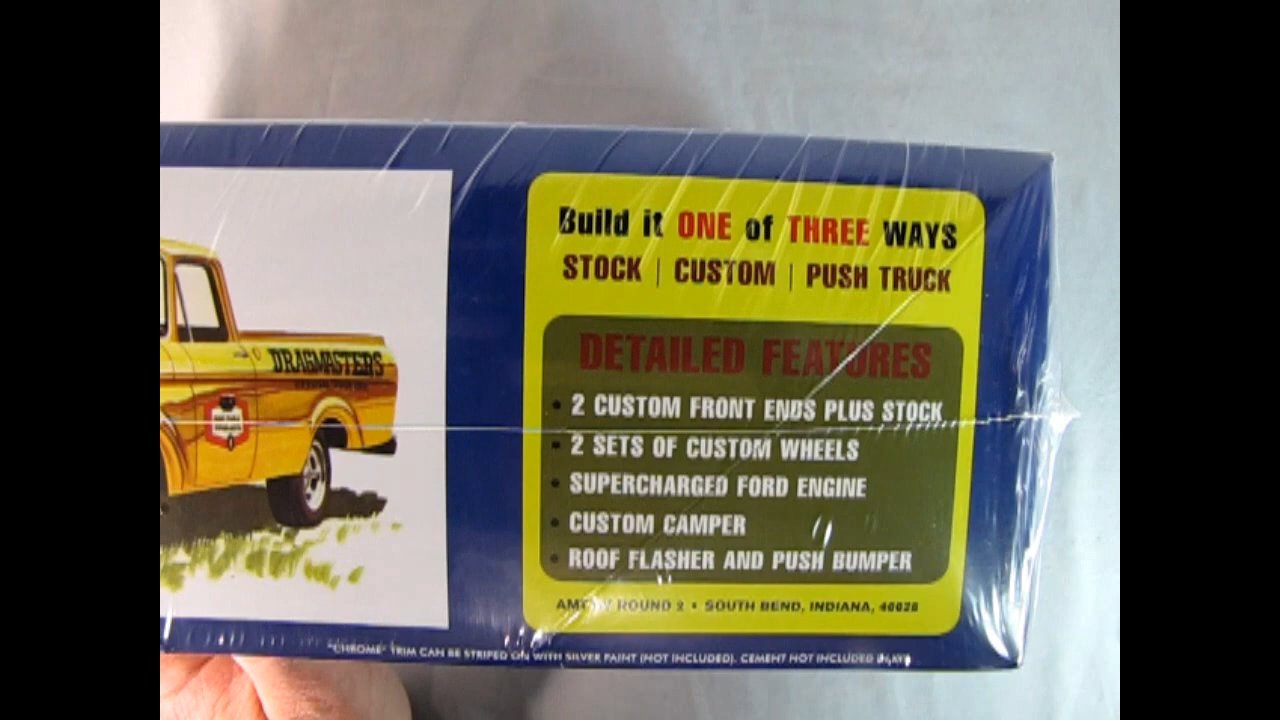 Build it ONE of THREE WAYS
STOCK | CUSTOM | PUSH TRUCK
DETAILED FEATURES
• 2 CUSTOM FRONT ENDS PLUS STOCK
• 2 SETS OF CUSTOM WHEELS
• SUPERCHARGED FORD ENGINE
• CUSTOM CAMPER
• ROOF FLASHER AND PUSH BUMPER
AMT BY ROUND 2 • SOUTH BEND, INDIANA, 46628
DRAGMASTERS
"CHROME" TRIM CAN BE STRIPED ON WITH SILVER PAINT (NOT INCLUDED). CEMENT NOT INCLUDED